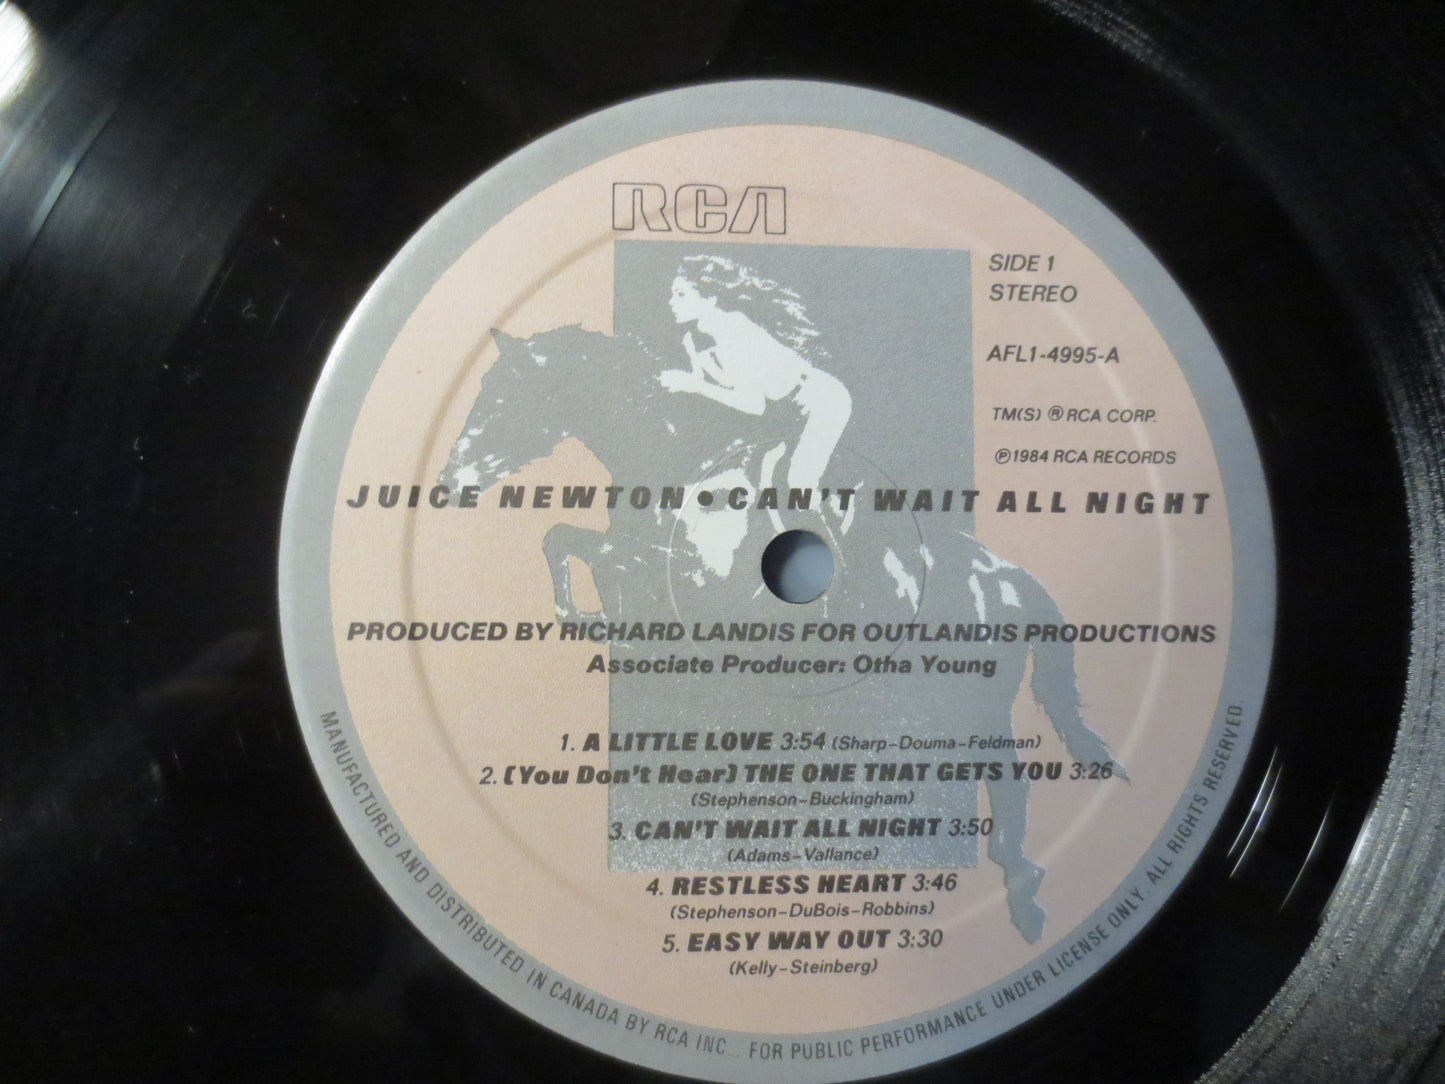 RCA
SIDE 1
STEREO
AFL1-4995-A
TM(S) ® RCA CORP.
℗1984 RCA RECORDS
JUICE NEWTON • CAN'T WAIT ALL NIGHT
PRODUCED BY RICHARD LANDIS FOR OUTLANDIS PRODUCTIONS
Associate Producer: Otha Young
1. A LITTLE LOVE 3:54 (Sharp-Douma-Feldman)
2. (You Don't Hear) THE ONE THAT GETS YOU 3:26
(Stephenson-Buckingham)
3. CAN'T WAIT ALL NIGHT 3:50
(Adams-Vallance)
4. RESTLESS HEART 3:46
(Stephenson-DuBois-Robbins)
5. EASY WAY OUT 3:30
(Kelly-Steinberg)
MANUFACTURED AND DISTRIBUTED IN CANADA BY RCA INC.. FOR PUBLIC PERFORMANCE UNDER LICENSE ONLY. ALL RIGHTS RESERVED.